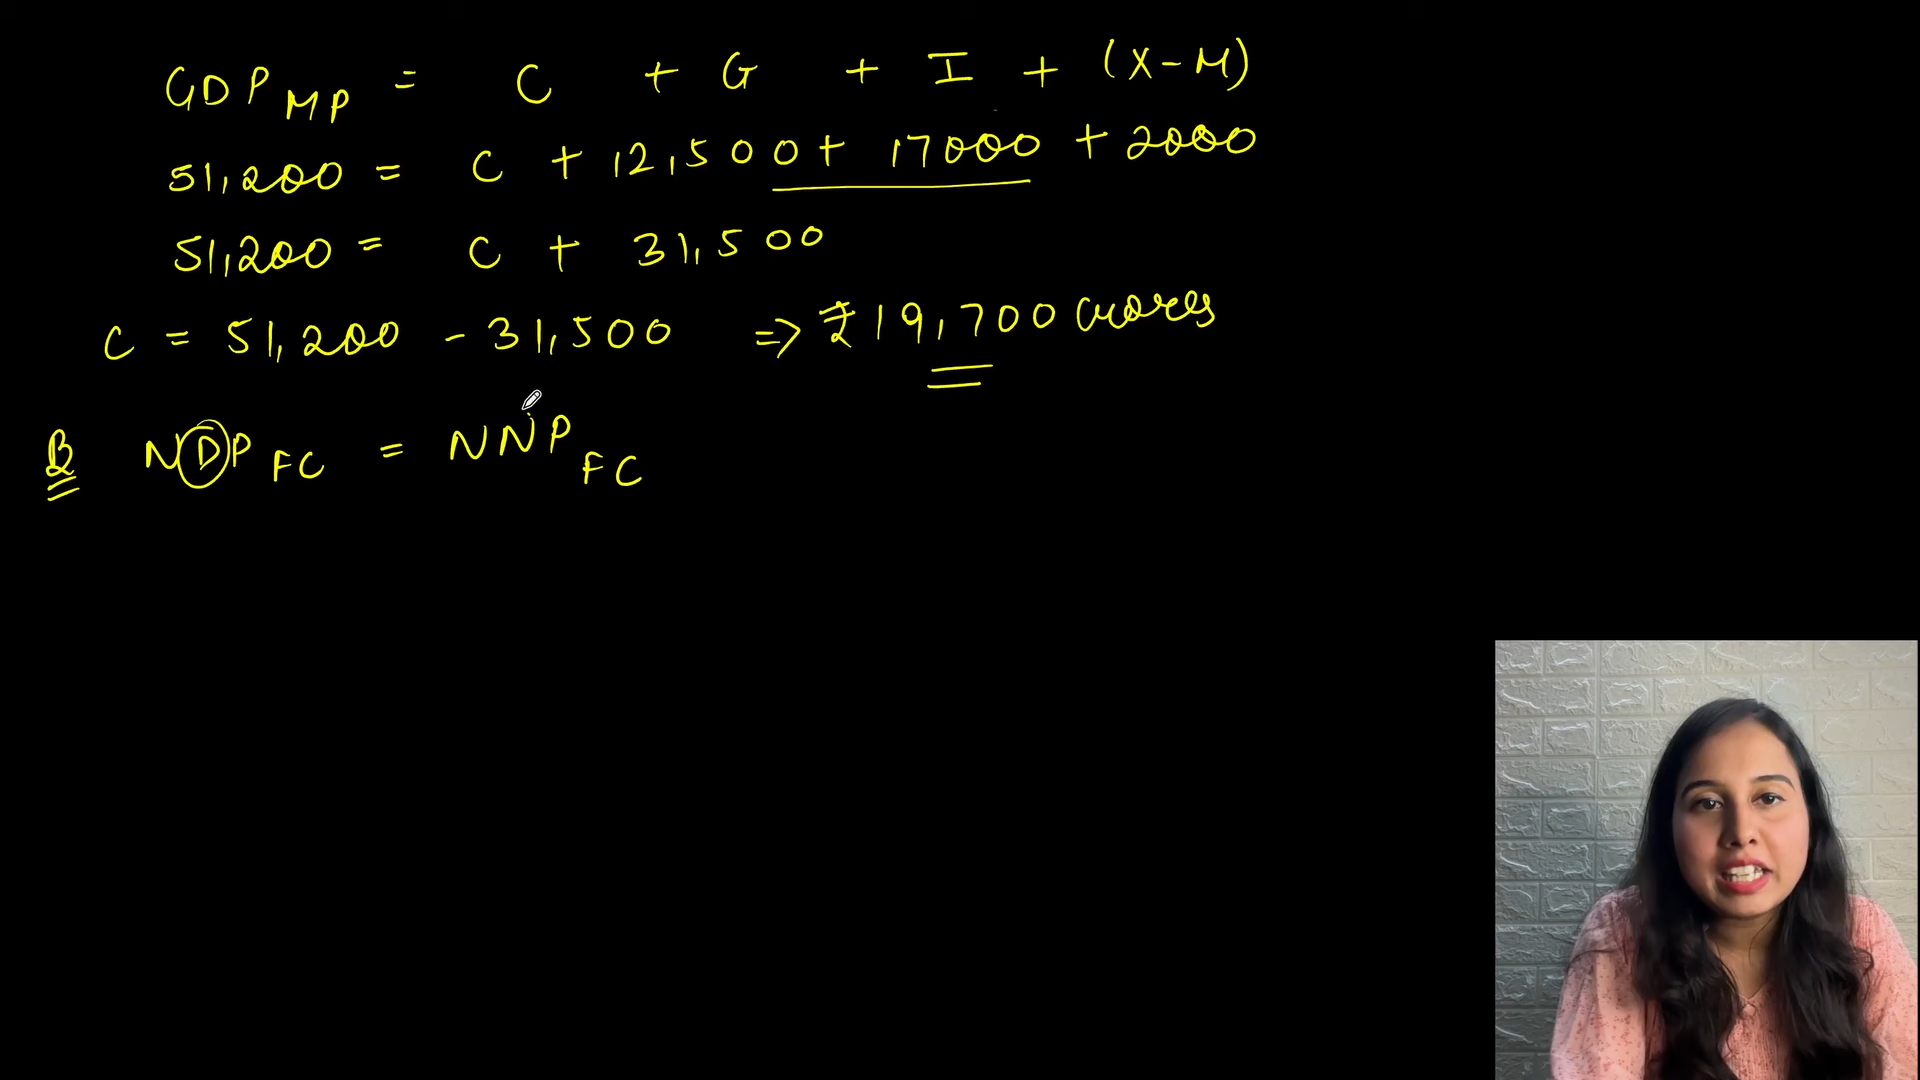 GDP MP = C + G + I + (X-M)
51,200 = C + 12,500 + 17000 + 2000
51,200 = C + 31,500
C = 51,200 - 31,500 => ₹19,700 crores
B NDP FC = NNP FC